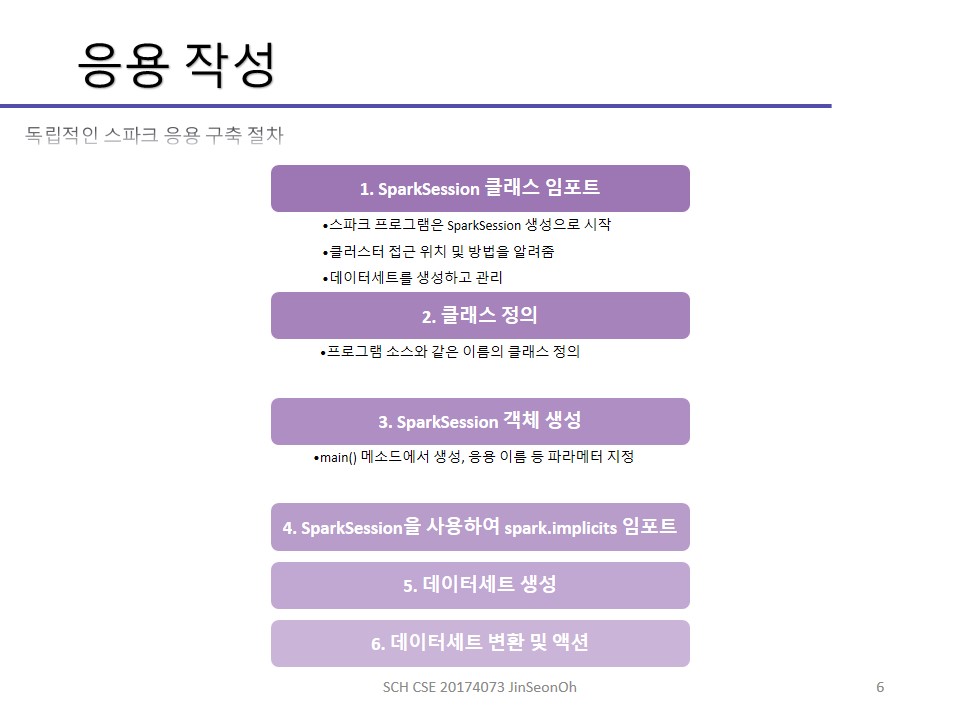 응용 작성
독립적인 스파크 응용 구축 절차
1. SparkSession 클래스 임포트
•스파크 프로그램은 SparkSession 생성으로 시작
•클러스터 접근 위치 및 방법을 알려줌
•데이터세트를 생성하고 관리
2. 클래스 정의
•프로그램 소스와 같은 이름의 클래스 정의
3. SparkSession 객체 생성
•main() 메소드에서 생성, 응용 이름 등 파라메터 지정
4. SparkSession을 사용하여 spark.implicits 임포트
5. 데이터세트 생성
6. 데이터세트 변환 및 액션
SCH CSE 20174073 JinSeonOh
6